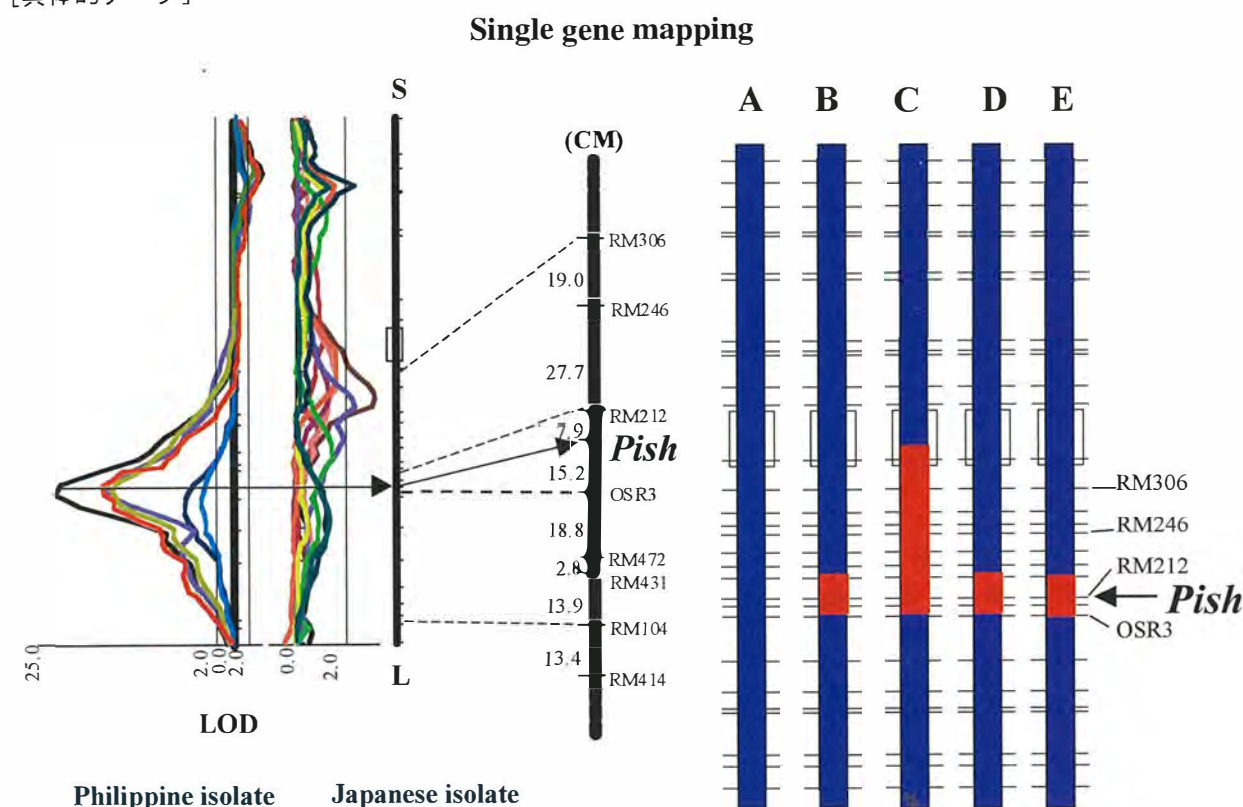 Single gene mapping
S
(CM)
RM306
19.0
RM246
27.7
RM212
7.9
Pish
15.2
OSR3
18.8
RM472
2.8
RM431
13.9
RM104
13.4
RM414
L
25.0
2.0
0.0
2.0
0.0
2.0
LOD
Philippine isolate
Japanese isolate
A B C D E
RM306
RM246
RM212
Pish
OSR3